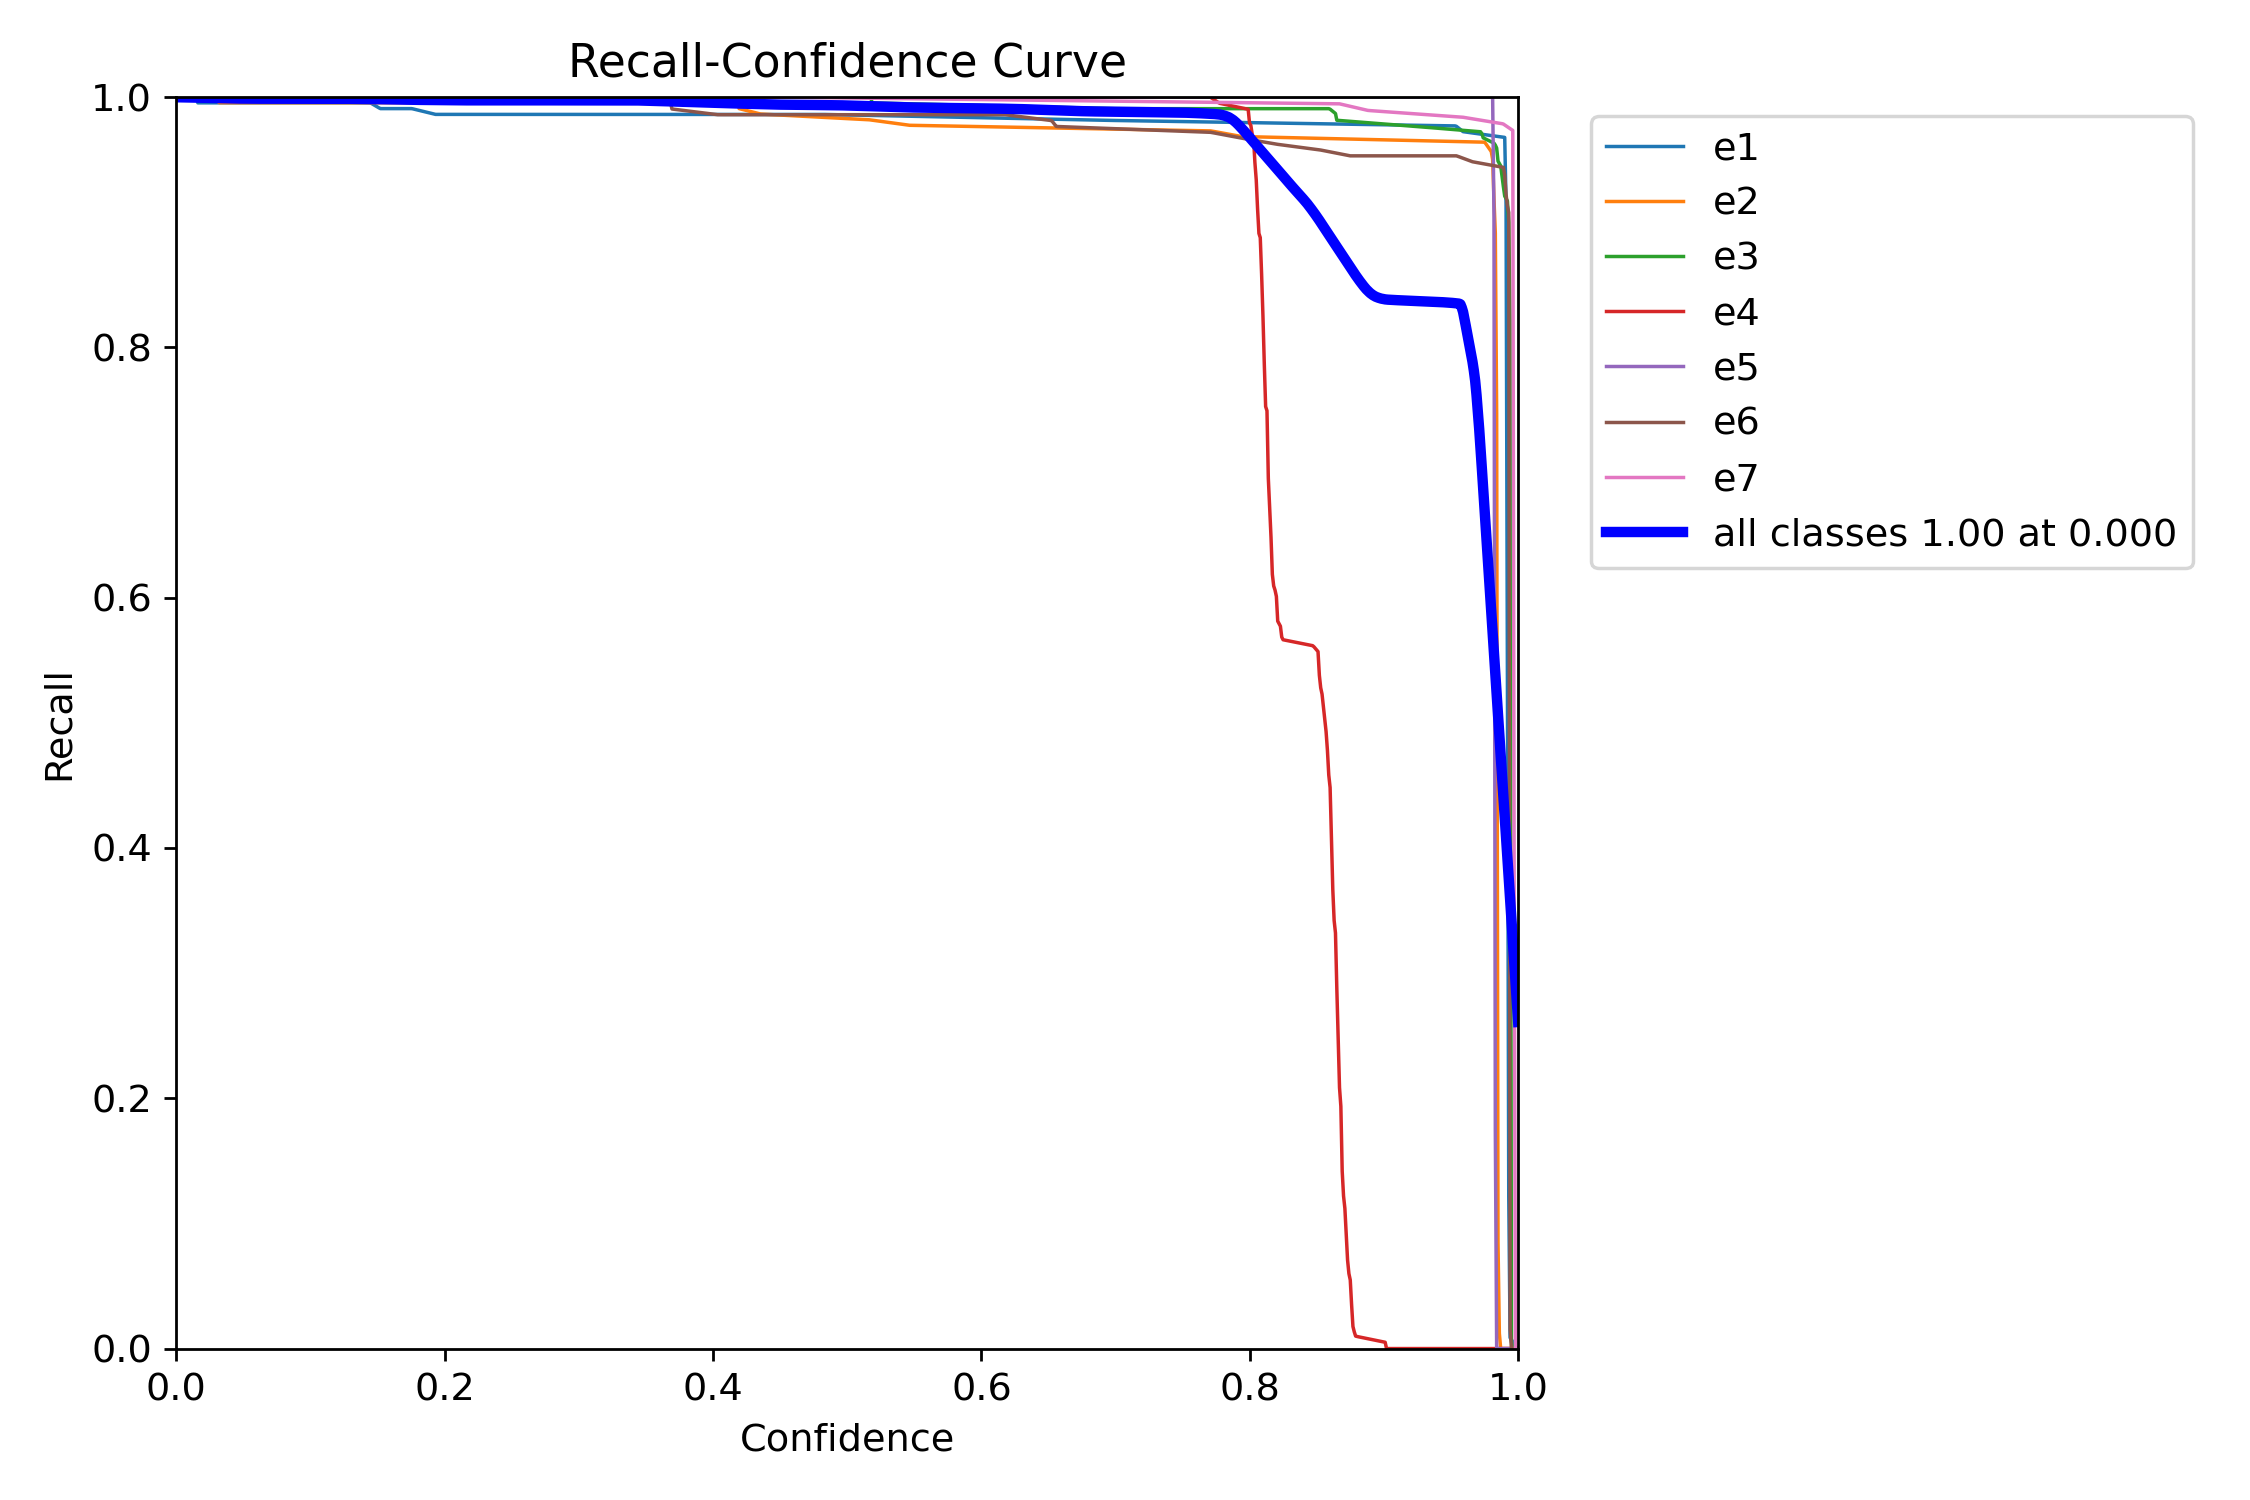 Recall-Confidence Curve
1.0
0.8
0.6
0.4
0.2
0.0
Recall
0.0 0.2 0.4 0.6 0.8 1.0
Confidence
e1
e2
e3
e4
e5
e6
e7
all classes 1.00 at 0.000